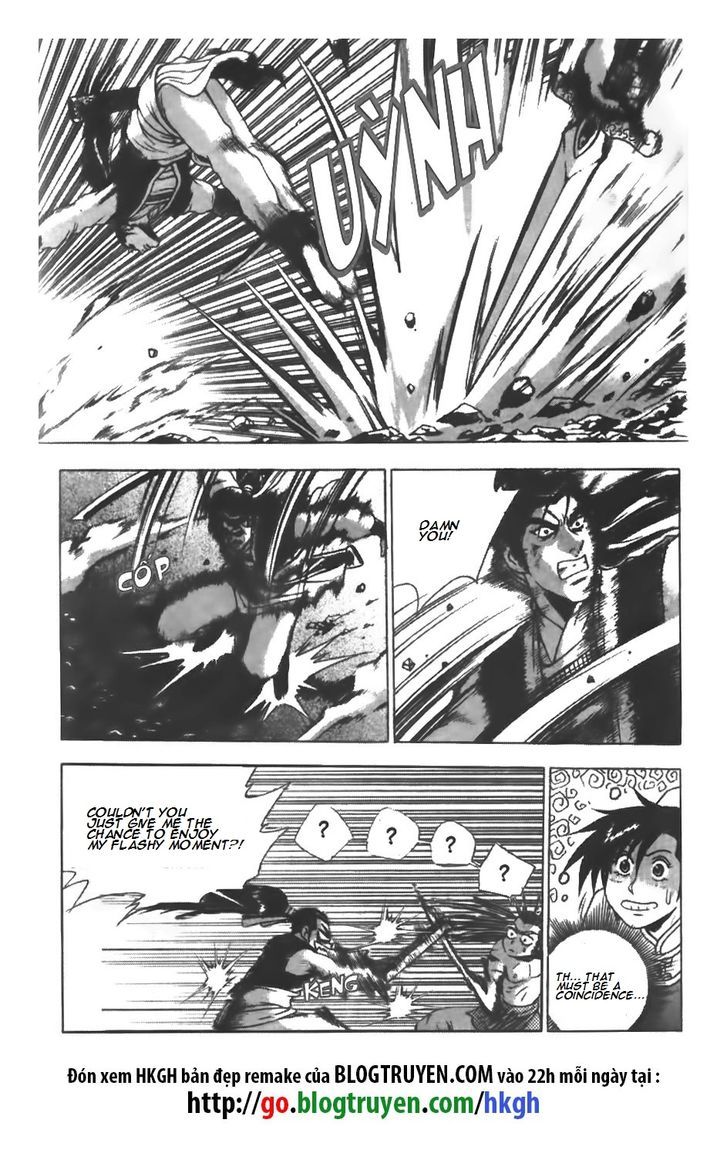 UỲNH
DAMN
YOU!
CỐP
COULDN'T YOU
JUST GIVE ME THE
CHANCE TO ENJOY
MY FLASHY MOMENT?!
?
?
?
?
KENG
TH... THAT
MUST BE A
COINCIDENCE...
Đón xem HKGH bản đẹp remake của BLOGTRUYEN.COM vào 22h mỗi ngày tại :
http://go.blogtruyen.com/hkgh